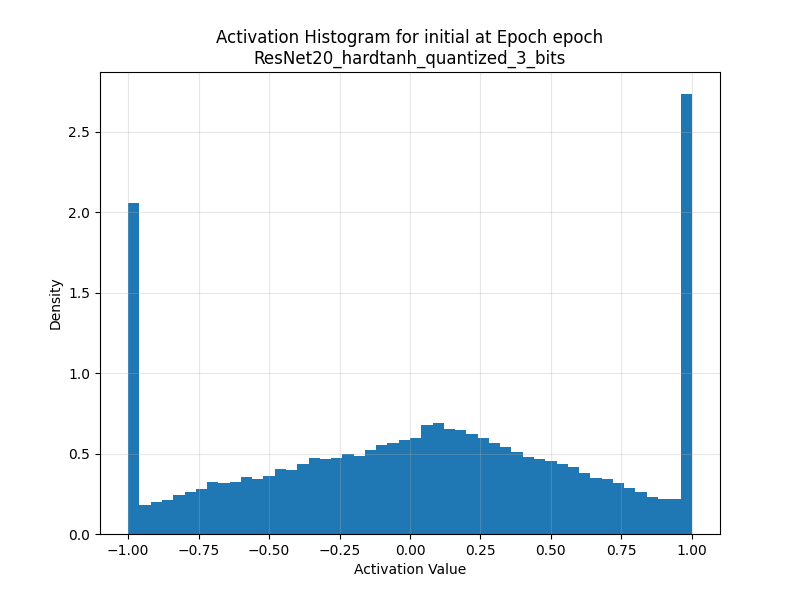 Activation Histogram for initial at Epoch epoch
ResNet20_hardtanh_quantized_3_bits
Density
2.5
2.0
1.5
1.0
0.5
0.0
−1.00 −0.75 −0.50 −0.25 0.00 0.25 0.50 0.75 1.00
Activation Value